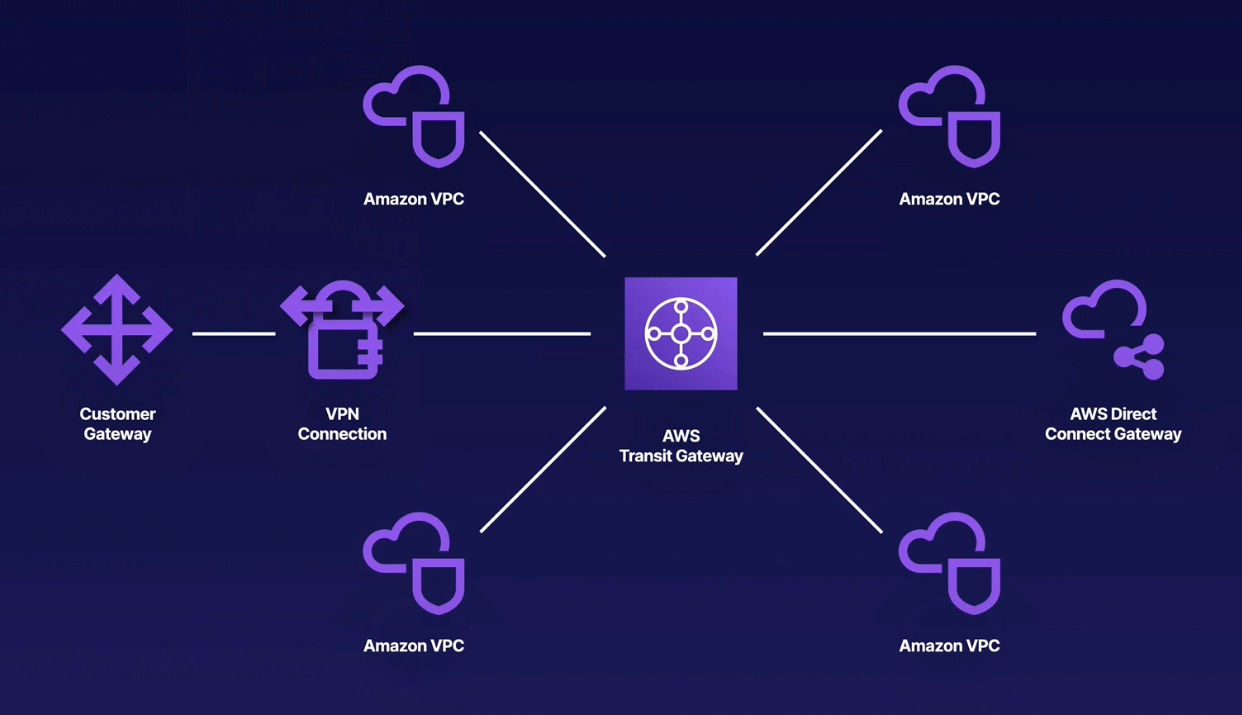 Amazon VPC
Amazon VPC
Customer
Gateway
VPN
Connection
AWS
Transit Gateway
AWS Direct
Connect Gateway
Amazon VPC
Amazon VPC